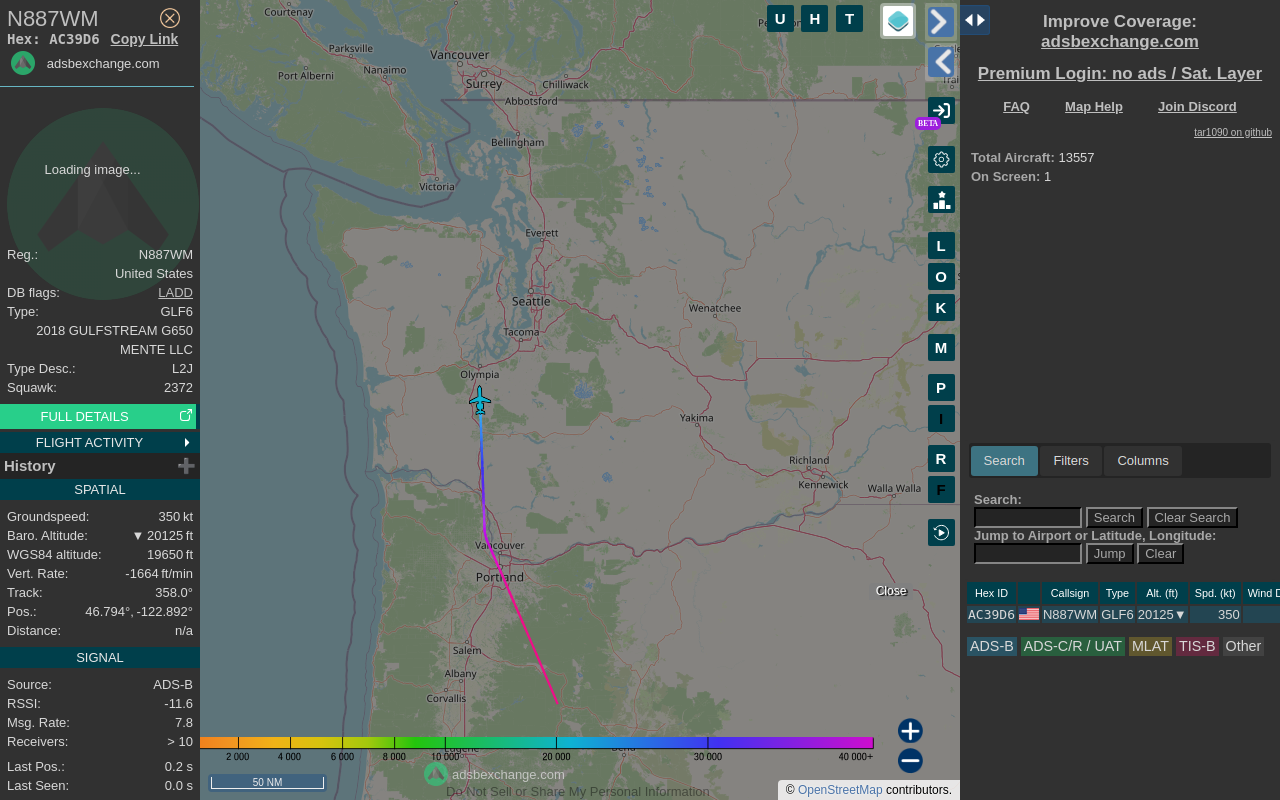 N887WM
Hex: AC39D6 Copy Link
adsbexchange.com
Loading image...
Reg.: N887WM
United States
DB flags: LADD
Type: GLF6
2018 GULFSTREAM G650
MENTE LLC
Type Desc.: L2J
Squawk: 2372
FULL DETAILS
FLIGHT ACTIVITY
History
SPATIAL
Groundspeed: 350 kt
Baro. Altitude: ▼ 20125 ft
WGS84 altitude: 19650 ft
Vert. Rate: -1664 ft/min
Track: 358.0°
Pos.: 46.794°, -122.892°
Distance: n/a
SIGNAL
Source: ADS-B
RSSI: -11.6
Msg. Rate: 7.8
Receivers: > 10
Last Pos.: 0.2 s
Last Seen: 0.0 s
Courtenay
Parksville
Port Alberni
Nanaimo
Vancouver
Surrey
Chilliwack
Abbotsford
Bellingham
Victoria
Everett
Seattle
Tacoma
Olympia
Wenatchee
Yakima
Richland
Kennewick
Walla Walla
Vancouver
Portland
Salem
Albany
Corvallis
Eugene
Bend
U H T
BETA
L
O
K
M
P
I
R
F
Close
2 000 4 000 6 000 8 000 10 000 20 000 30 000 40 000+
50 NM
adsbexchange.com
Do Not Sell or Share My Personal Information
© OpenStreetMap contributors.
Improve Coverage:
adsbexchange.com
Premium Login: no ads / Sat. Layer
FAQ Map Help Join Discord
tar1090 on github
Total Aircraft: 13557
On Screen: 1
Search Filters Columns
Search:
Search Clear Search
Jump to Airport or Latitude, Longitude:
Jump Clear
Hex ID Callsign Type Alt. (ft) Spd. (kt) Wind D
AC39D6 N887WM GLF6 20125▼ 350
ADS-B ADS-C/R / UAT MLAT TIS-B Other